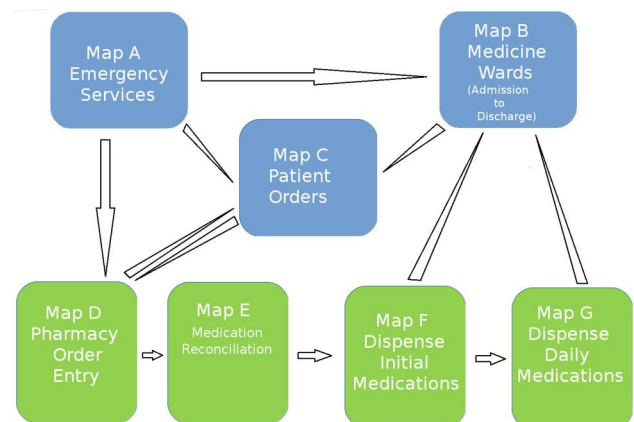 Map A
Emergency
Services
Map B
Medicine
Wards
(Admission
to
Discharge)
Map C
Patient
Orders
Map D
Pharmacy
Order
Entry
Map E
Medication
Reconciliation
Map F
Dispense
Initial
Medications
Map G
Dispense
Daily
Medications